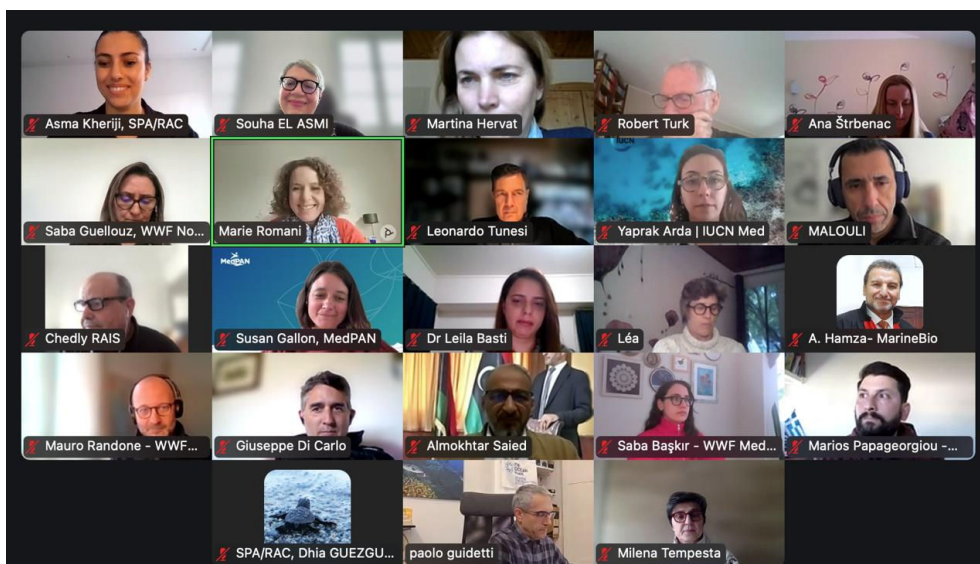 Asma Kheriji, SPA/RAC
Souha EL ASMI
Martina Hervat
Robert Turk
Ana Štrbenac
Saba Guellouz, WWF No...
Marie Romani
Leonardo Tunesi
IUCN
Yaprak Arda | IUCN Med
MALOULI
Chedly RAIS
MedPAN
Susan Gallon, MedPAN
Dr Leila Basti
Léa
A. Hamza- MarineBio
Mauro Randone - WWF...
Giuseppe Di Carlo
Almokhtar Saied
Saba Başkır - WWF Med...
Marios Papageorgiou -...
SPA/RAC, Dhia GUEZGU...
paolo guidetti
Milena Tempesta